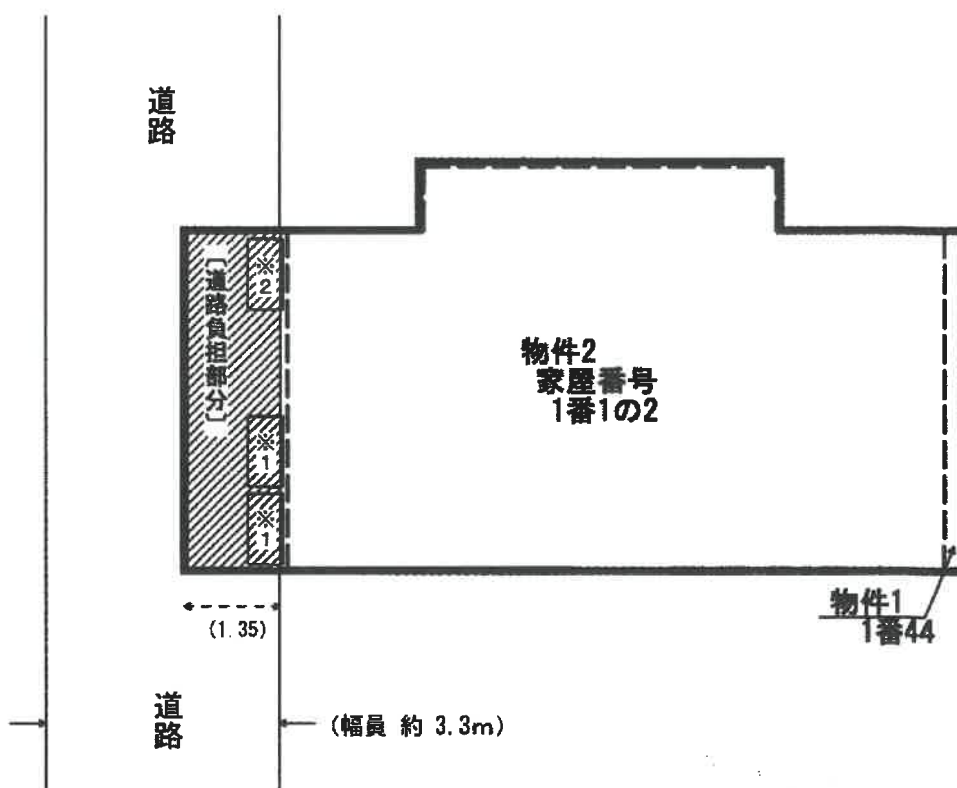 道路
[道路負担部分]
※2
※1
※1
物件2
家屋番号
1番1の2
(1.35)
物件1
1番44
道路
(幅員 約 3.3m)